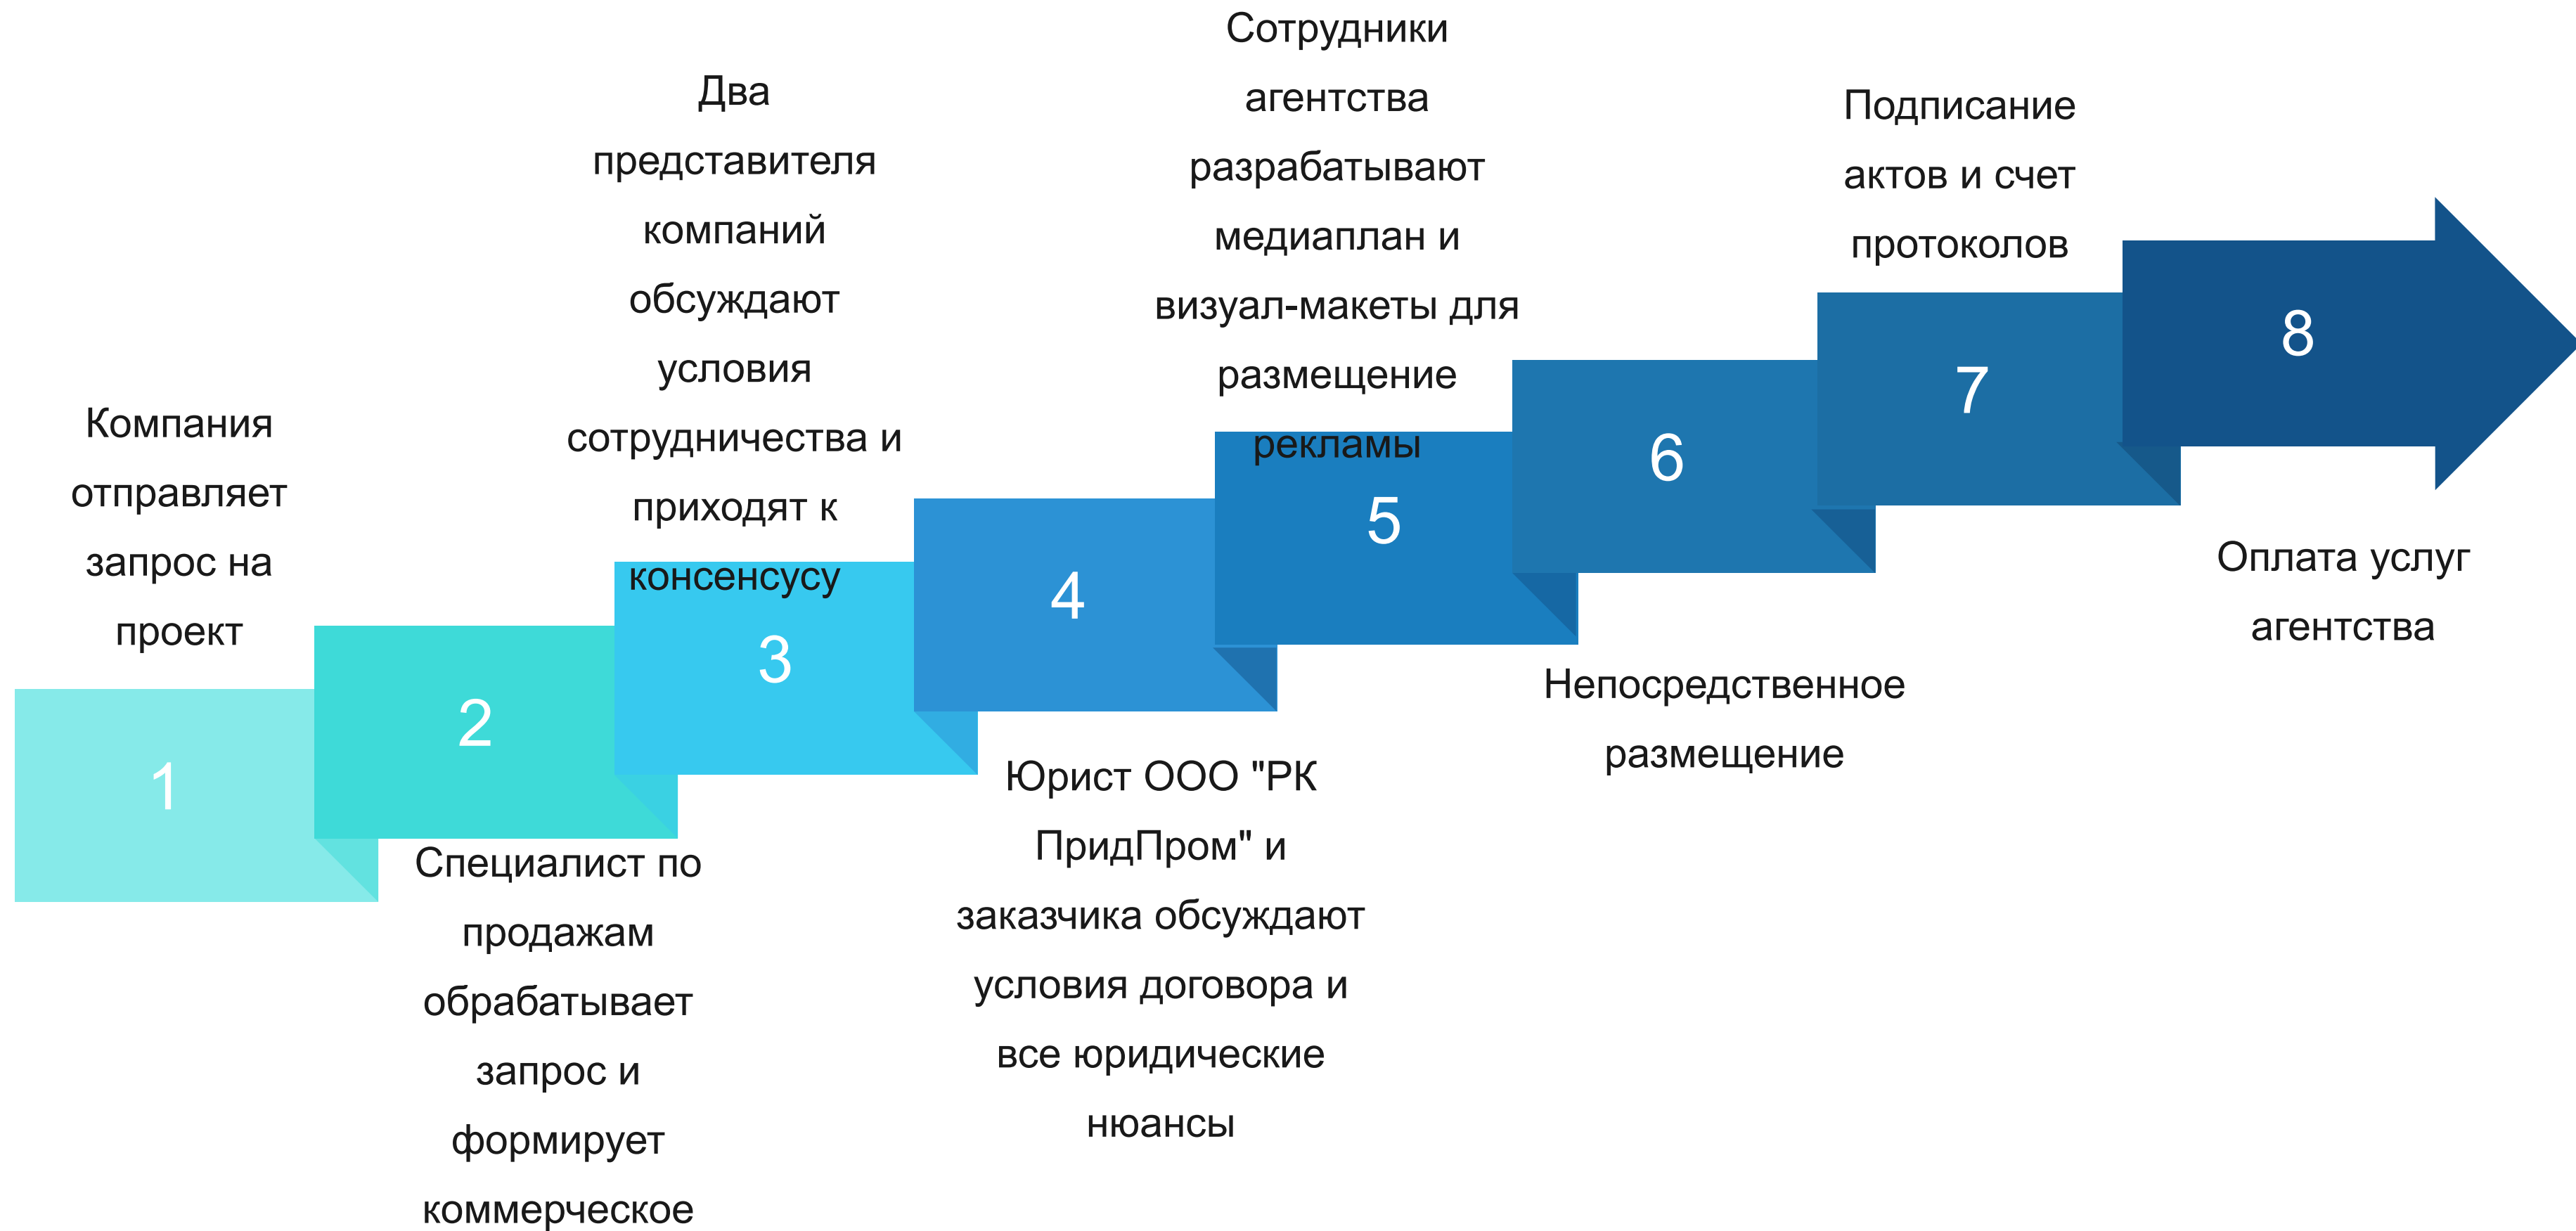 Компания
отправляет
запрос на
проект
1
2
Специалист по
продажам
обрабатывает
запрос и
формирует
коммерческое
Два
представителя
компаний
обсуждают
условия
сотрудничества и
приходят к
консенсусу
3
4
Юрист ООО "РК
ПридПром" и
заказчика обсуждают
условия договора и
все юридические
нюансы
Сотрудники
агентства
разрабатывают
медиаплан и
визуал-макеты для
размещение
рекламы
5
6
Непосредственное
размещение
Подписание
актов и счет
протоколов
7
8
Оплата услуг
агентства